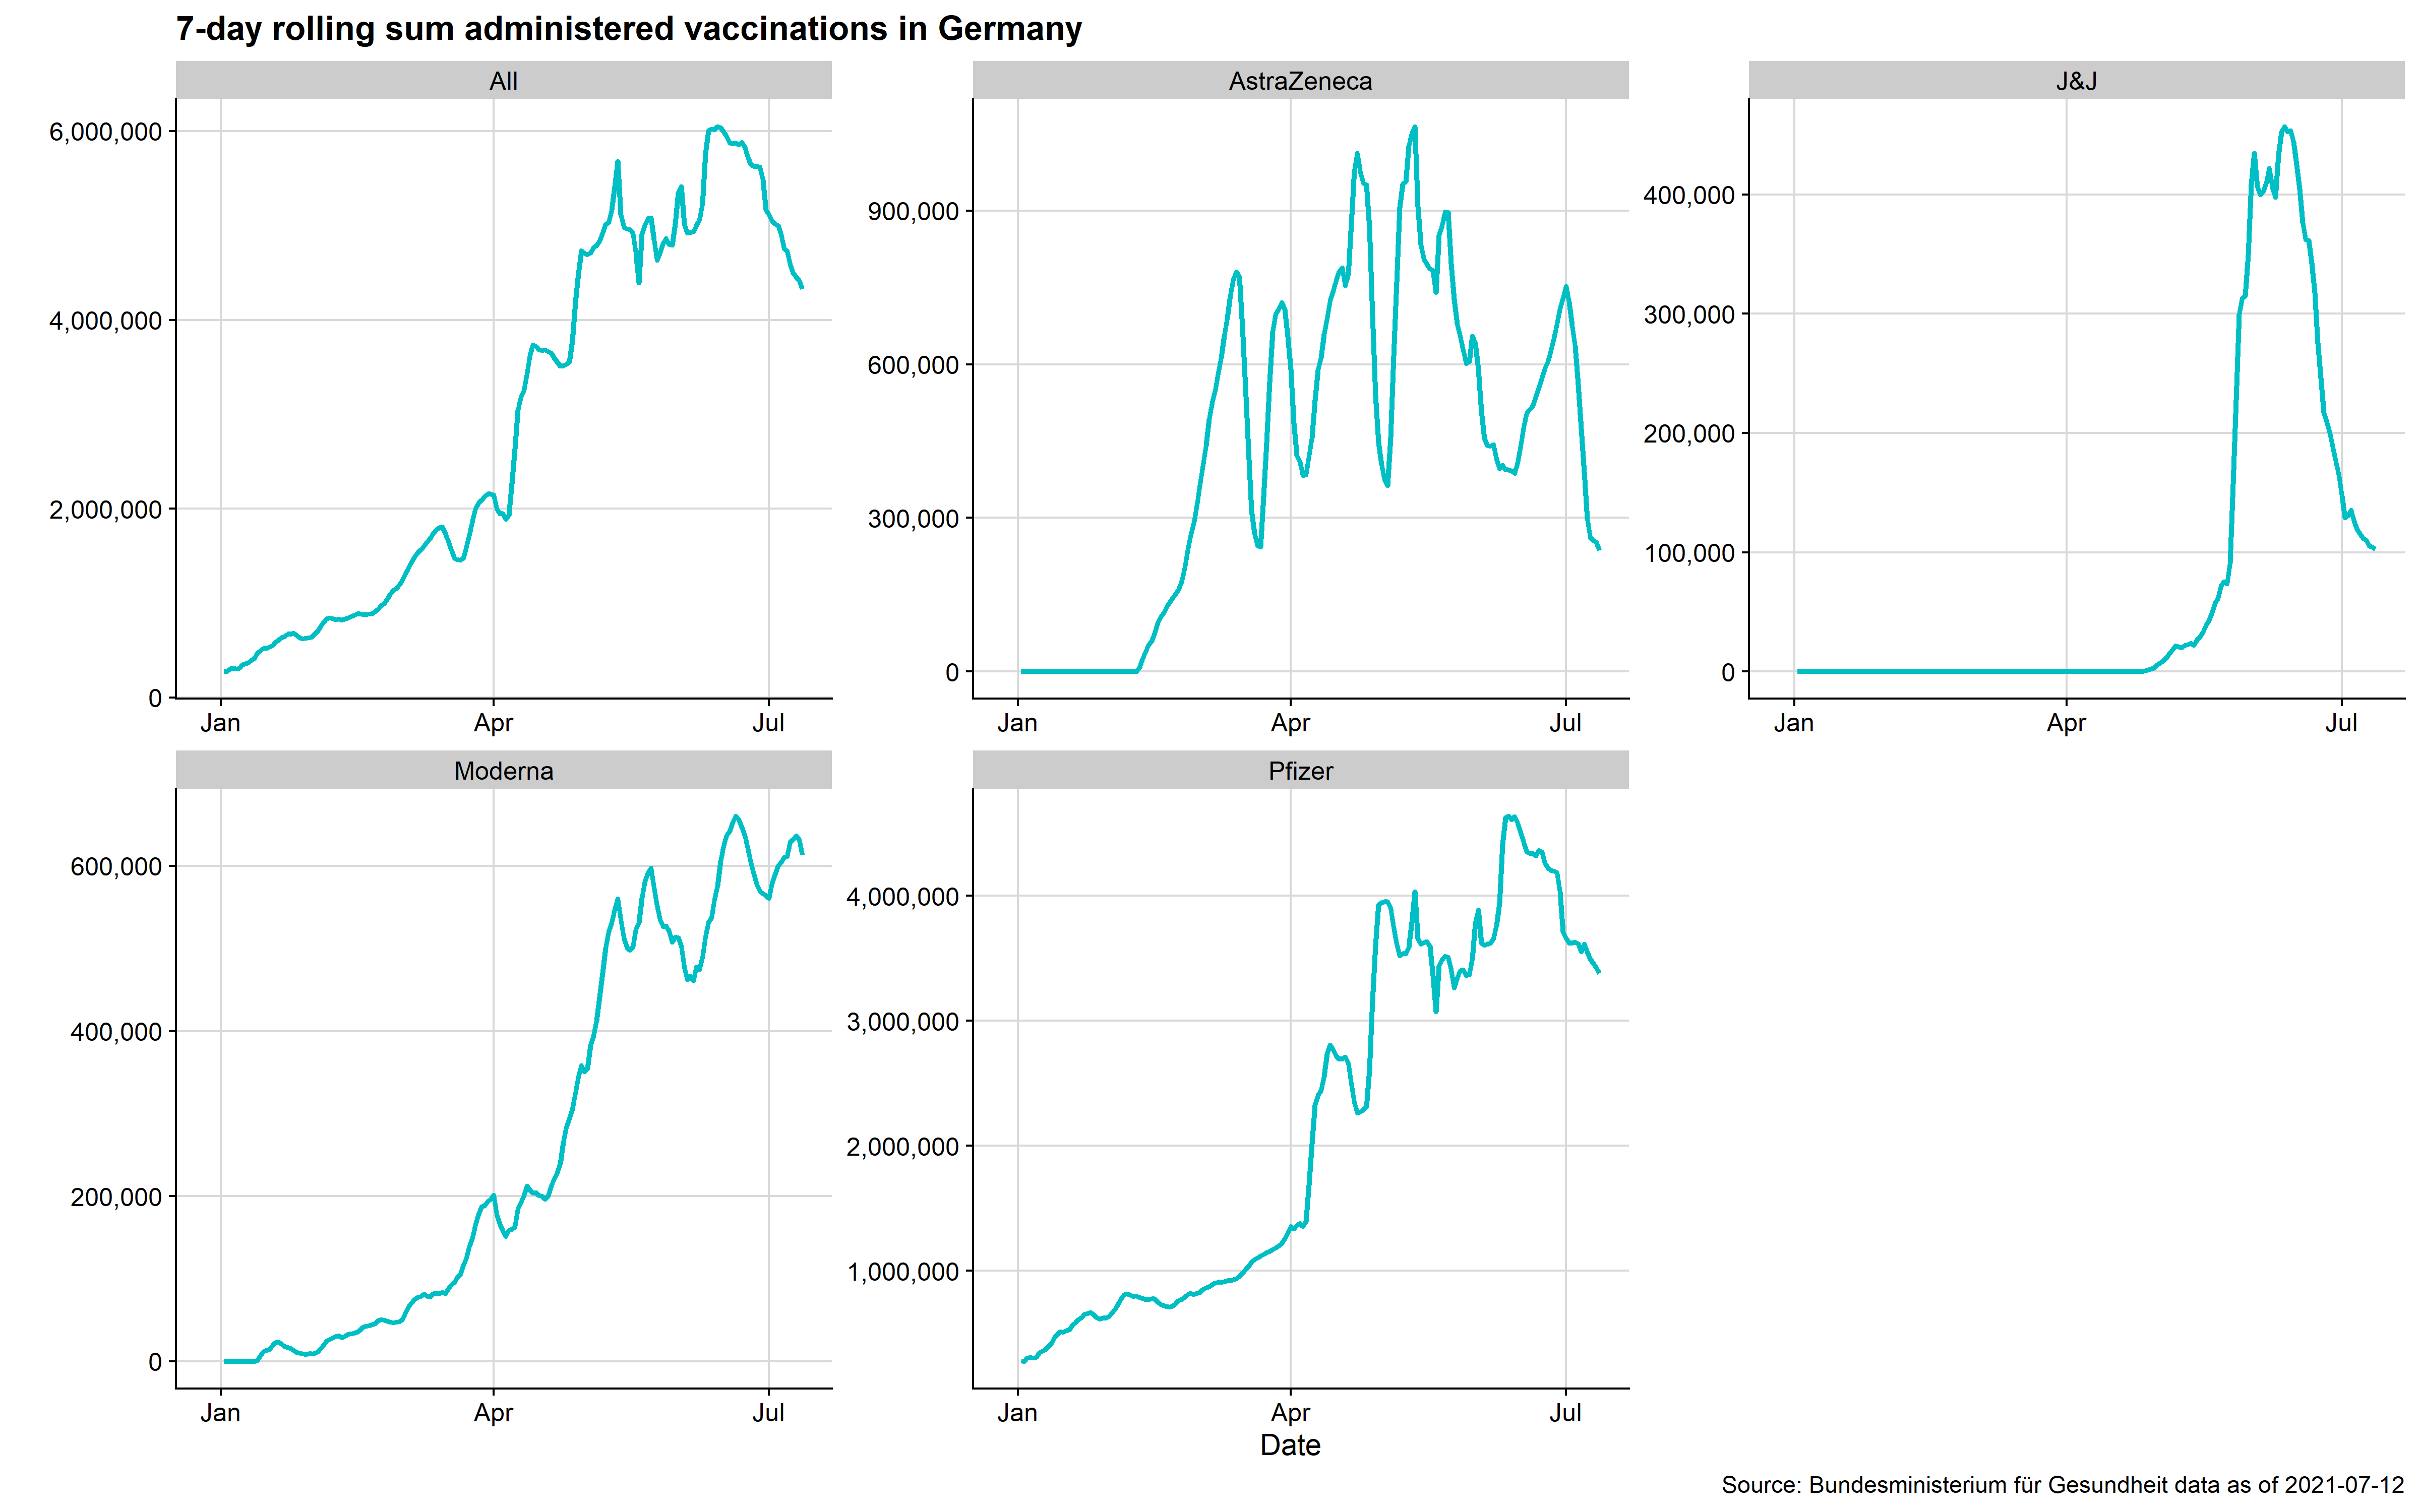 7-day rolling sum administered vaccinations in Germany
All
AstraZeneca
J&J
6,000,000
4,000,000
2,000,000
0
900,000
600,000
300,000
0
400,000
300,000
200,000
100,000
0
Jan Apr Jul
Jan Apr Jul
Jan Apr Jul
Moderna
Pfizer
600,000
400,000
200,000
0
4,000,000
3,000,000
2,000,000
1,000,000
Jan Apr Jul
Jan Apr Jul
Date
Source: Bundesministerium für Gesundheit data as of 2021-07-12